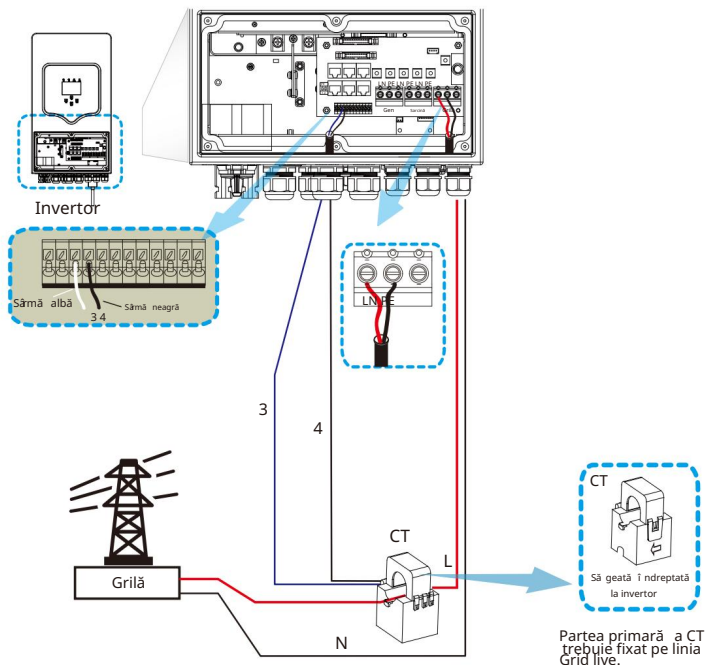 LN PE LN PE LN PE
Gen
Sarcină
Grilă
Invertor
Sârmă albă
Sârmă neagră
3 4
LN PE
3
4
CT
CT
L
Să geată î ndreptată
la invertor
Grilă
N
Partea primară a CT
trebuie fixat pe linia
Grid live.